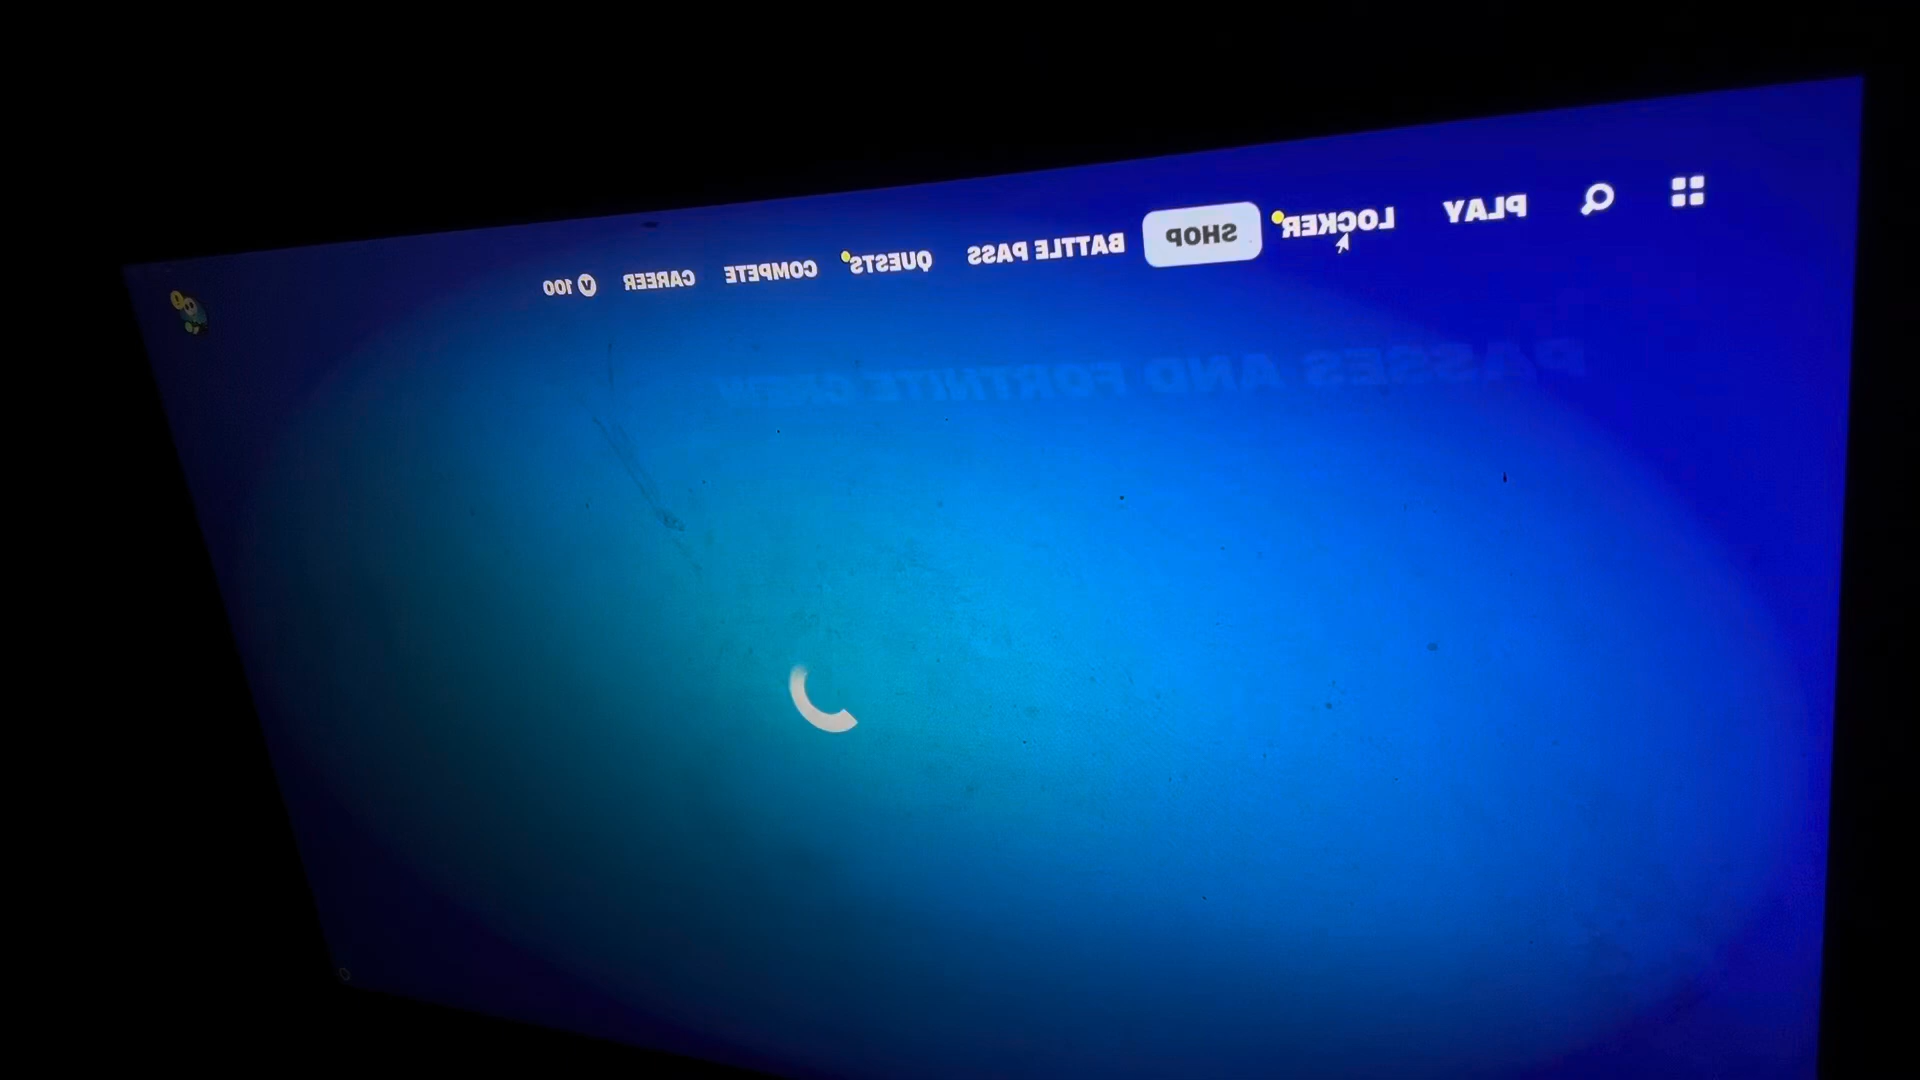 PLAY LOCKER SHOP BATTLE PASS QUESTS COMPETE CAREER 100
PASSES AND FORTNITE CREW